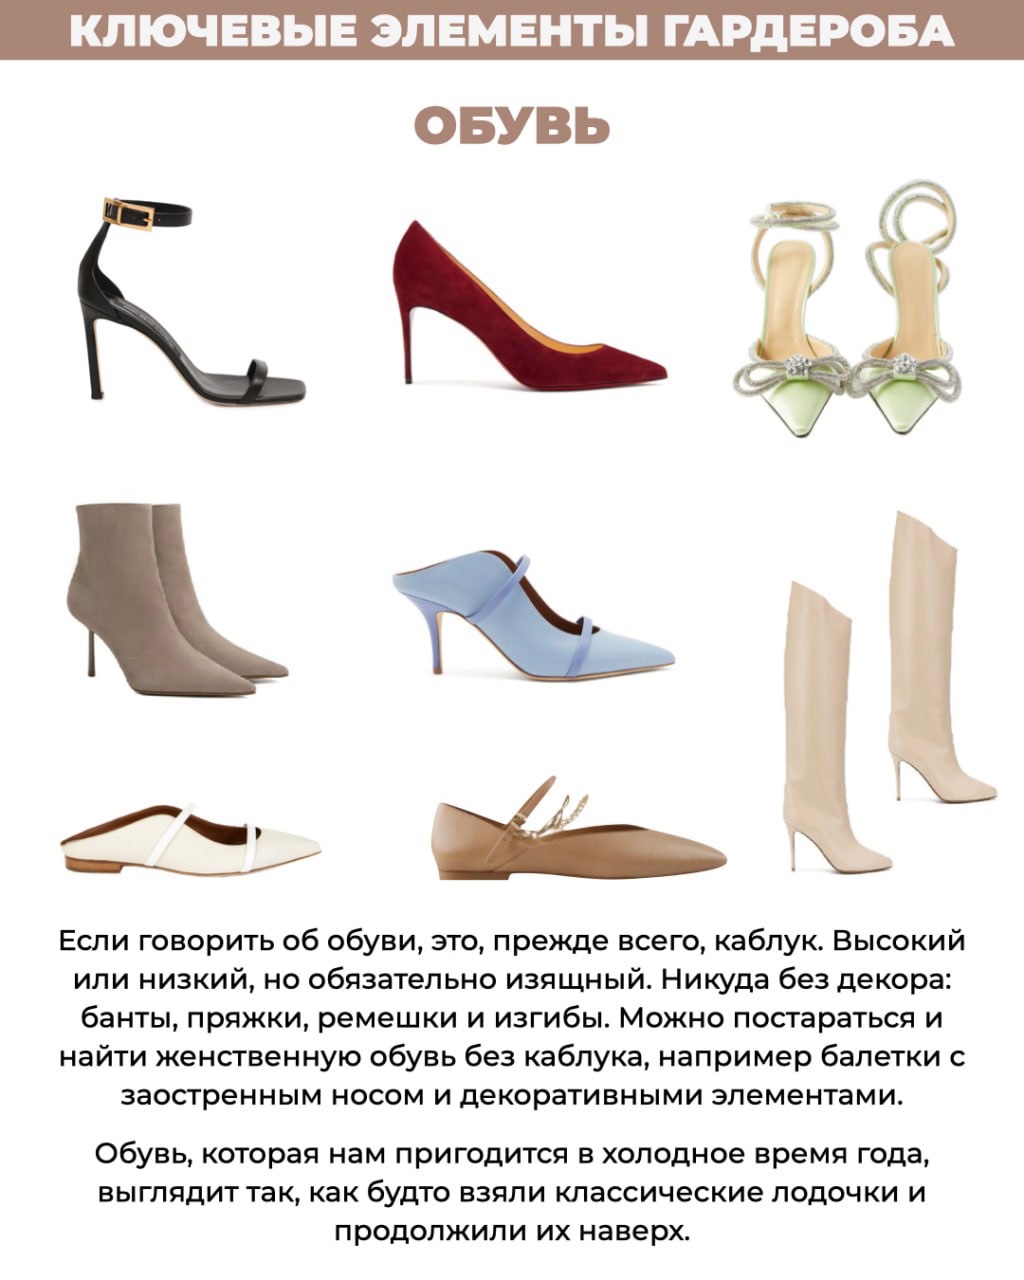 КЛЮЧЕВЫЕ ЭЛЕМЕНТЫ ГАРДЕРОБА
ОБУВЬ
Если говорить об обуви, это, прежде всего, каблук. Высокий
или низкий, но обязательно изящный. Никуда без декора:
банты, пряжки, ремешки и изгибы. Можно постараться и
найти женственную обувь без каблука, например балетки с
заостренным носом и декоративными элементами.
Обувь, которая нам пригодится в холодное время года,
выглядит так, как будто взяли классические лодочки и
продолжили их наверх.